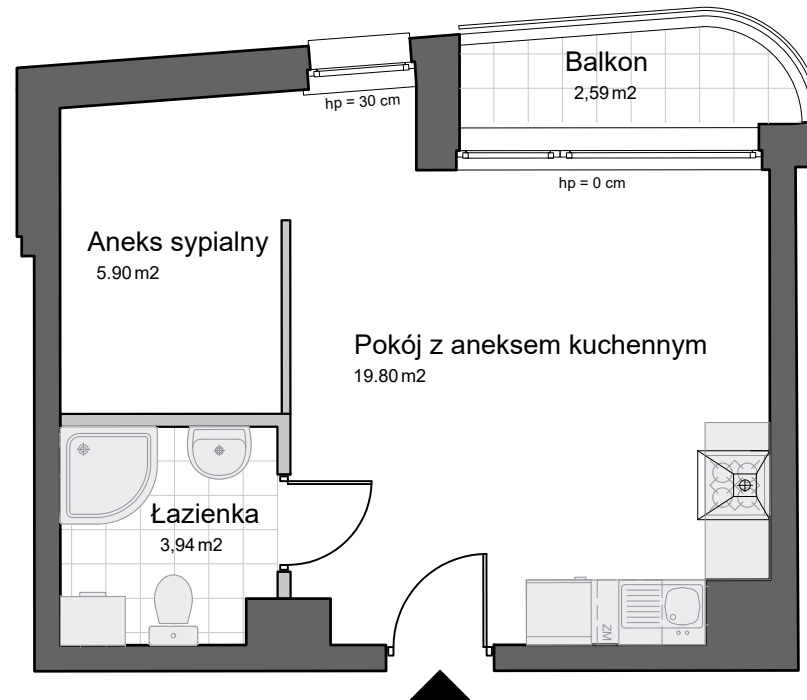 Balkon
2,59 m2
hp = 30 cm
hp = 0 cm
Aneks sypialny
5.90 m2
Pokój z aneksem kuchennym
19.80 m2
Łazienka
3,94 m2
ZM